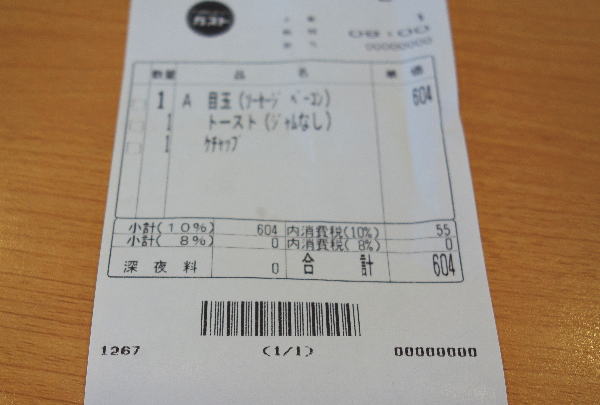 ガスト
1
08:00
00000000
数量 品 名 単価
1 A 目玉(ｿｰｾｰｼﾞ ﾍﾞｰｺﾝ) 604
1 トースト(ｼﾞｬﾑなし)
1 ｹﾁｬｯﾌﾟ
小計(10%) 604 内消費税(10%) 55
小計( 8%) 0 内消費税( 8%) 0
深夜料 0 合 計 604
1267 (1/1) 00000000